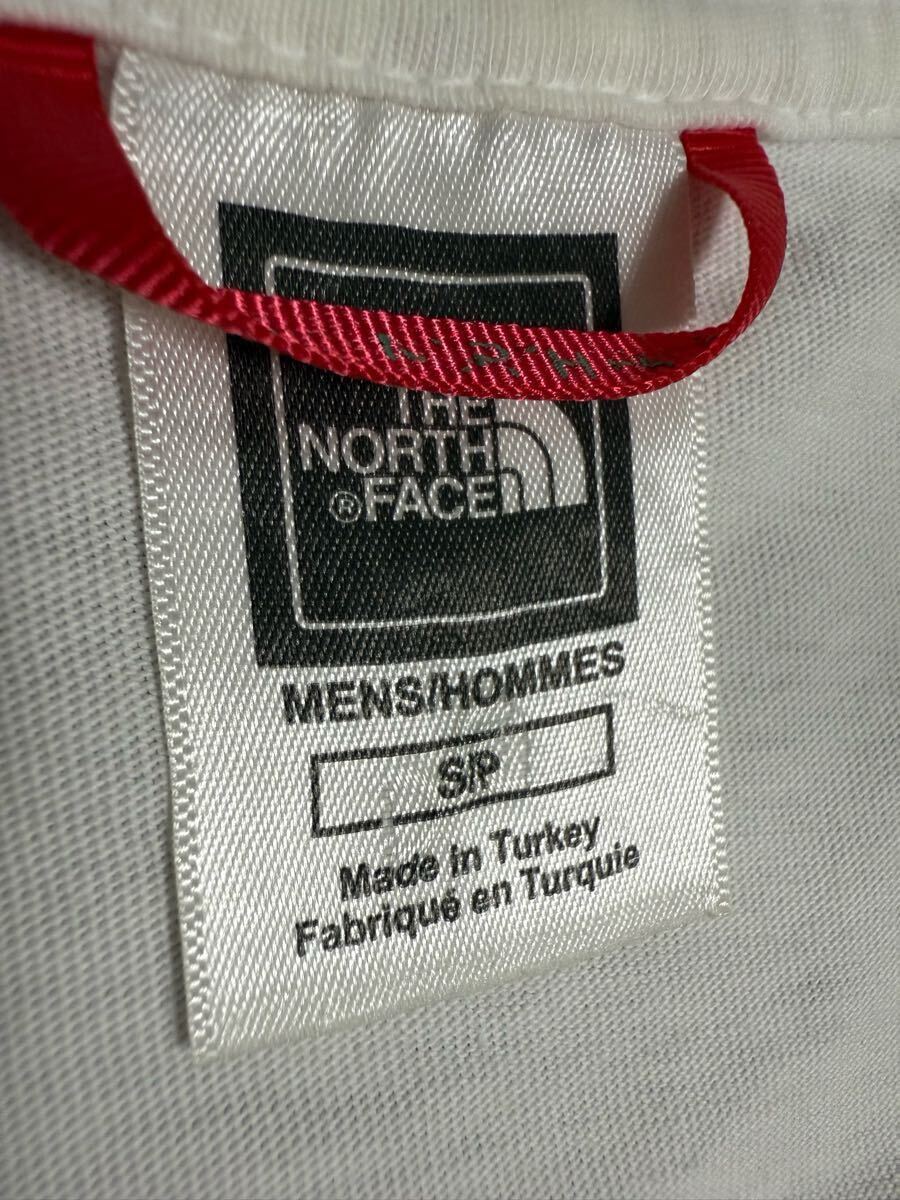 THE
NORTH
®FACE
MENS/HOMMES
S/P
Made in Turkey
Fabriqué en Turquie